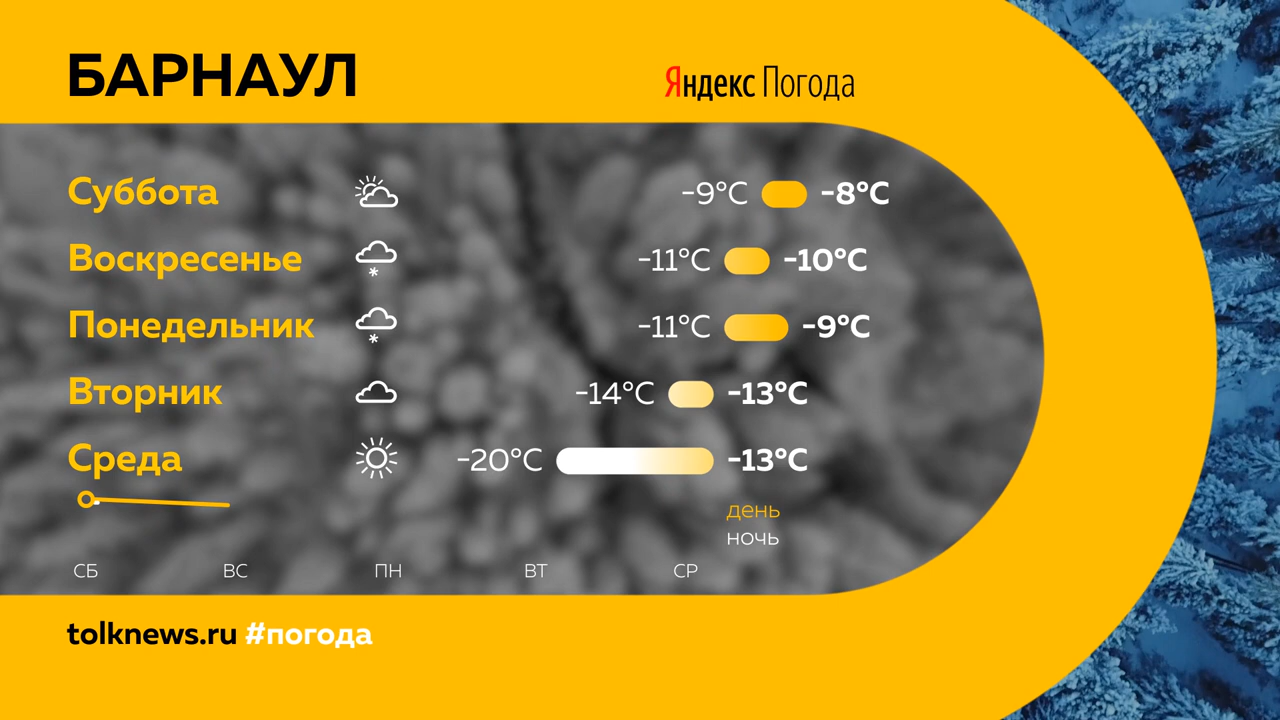 БАРНАУЛ
Яндекс Погода
Суббота -9°C -8°C
Воскресенье -11°C -10°C
Понедельник -11°C -9°C
Вторник -14°C -13°C
Среда -20°C -13°C
день
ночь
СБ ВС ПН ВТ СР
tolknews.ru #погода